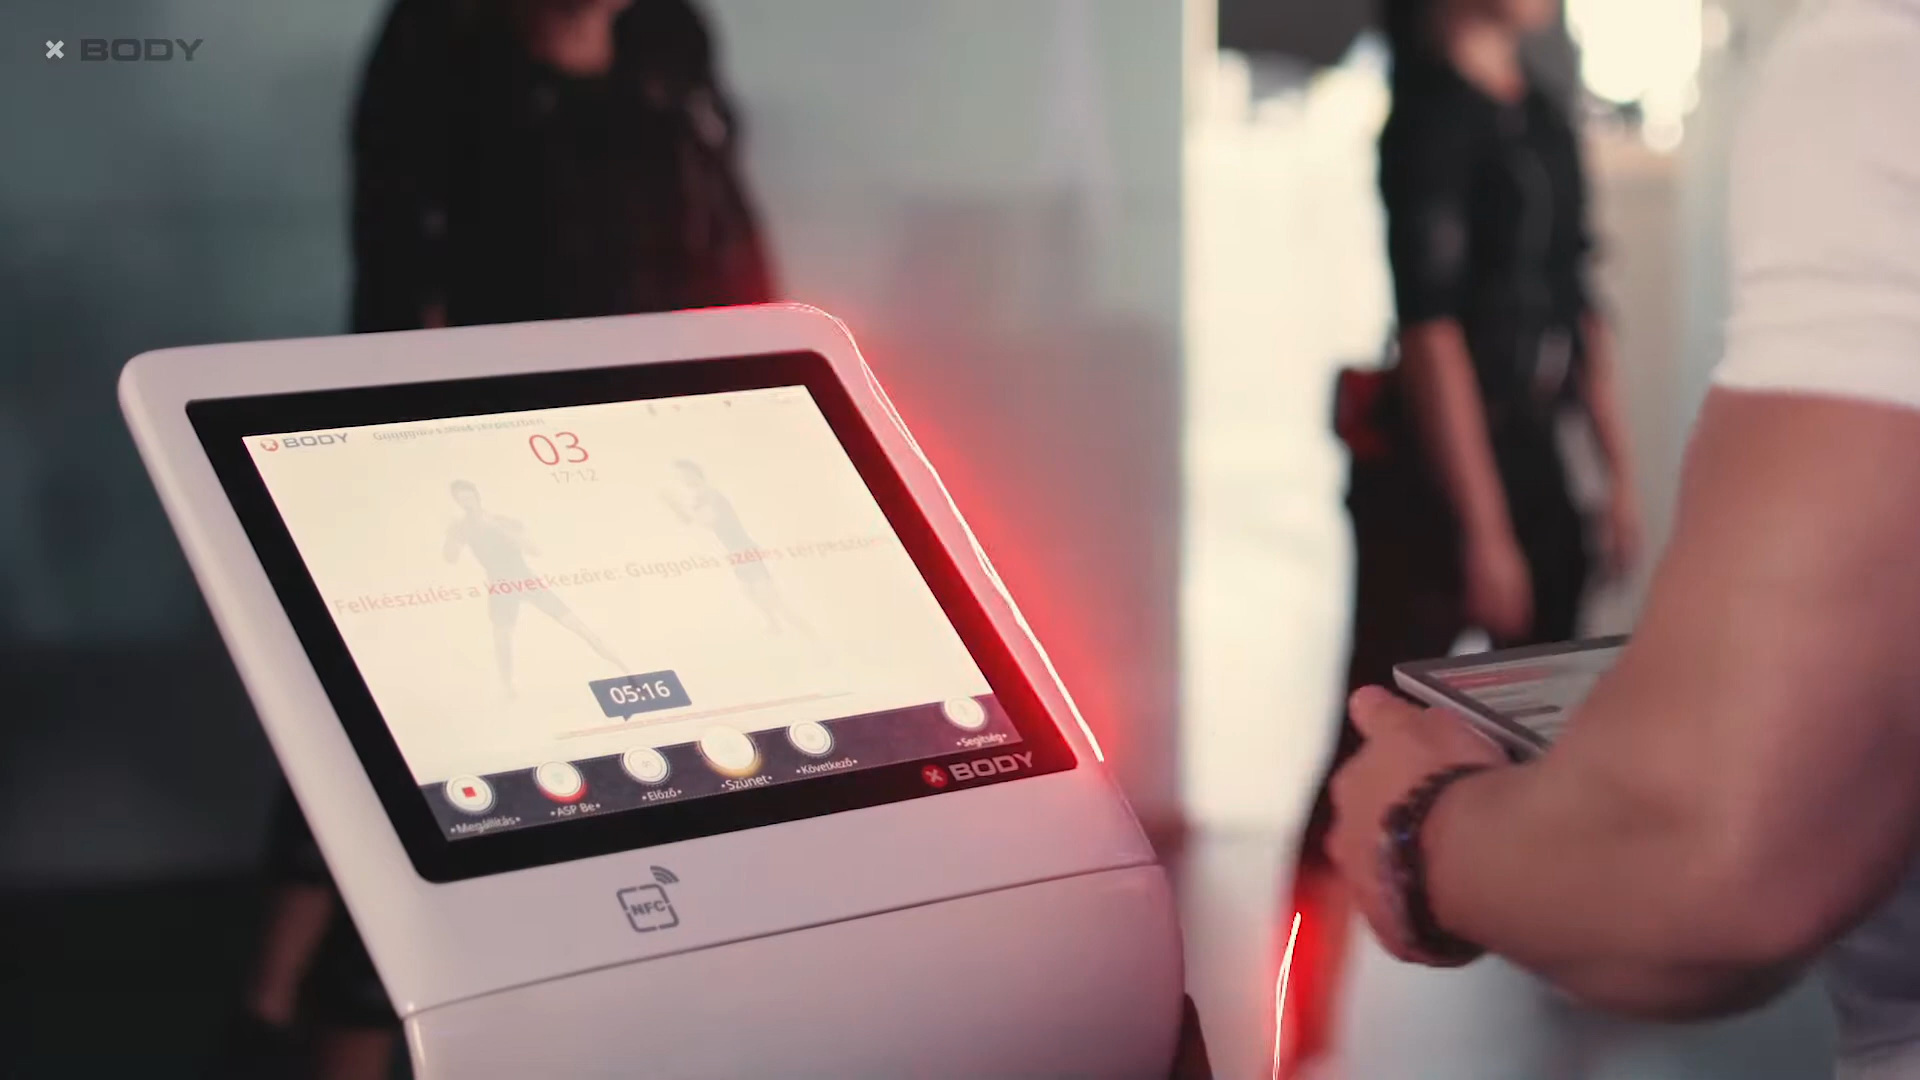 BODY
BODY
03
17:12
Felkészülés a következőre: Guggolás széles terpeszben
05:16
•Megállítás•
•ASP Be•
•Előző•
•Szünet•
•Következő•
•Segítség•
BODY
NFC